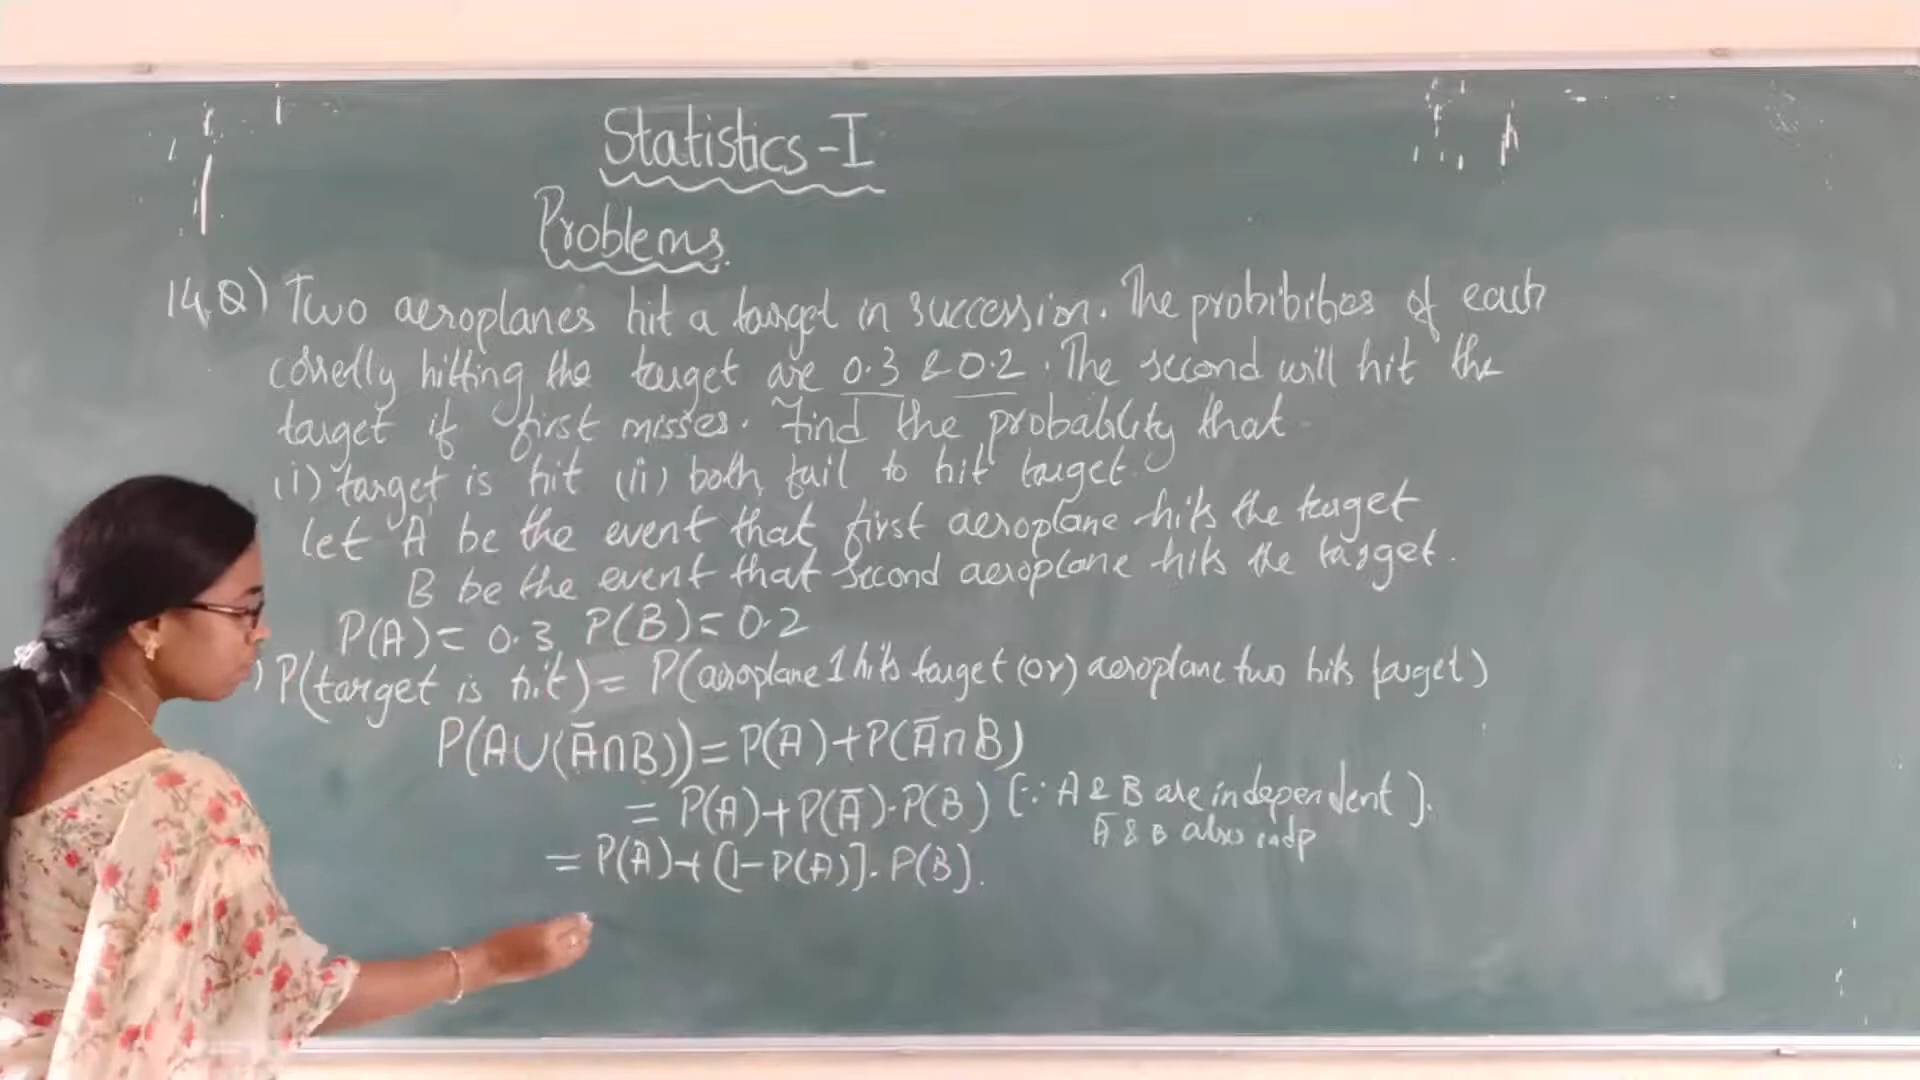 Statistics-I
Problems.
14.Q) Two aeroplanes hit a target in succession. The probibities of each
correctly hitting the target are 0.3 & 0.2. The second will hit the
target if first misses. Find the probability that
(i) target is hit (ii) both fail to hit target.
let A be the event that first aeroplane hits the target
B be the event that second aeroplane hits the target.
P(A) = 0.3 P(B) = 0.2
) P(target is hit) = P(aeroplane 1 hits target (or) aeroplane two hits target)
P(A∪(Ā∩B)) = P(A)+P(Ā∩B)
= P(A)+P(Ā)·P(B) [∵ A & B are independent].
Ā & B also indp
= P(A)+[1-P(A)]·P(B).